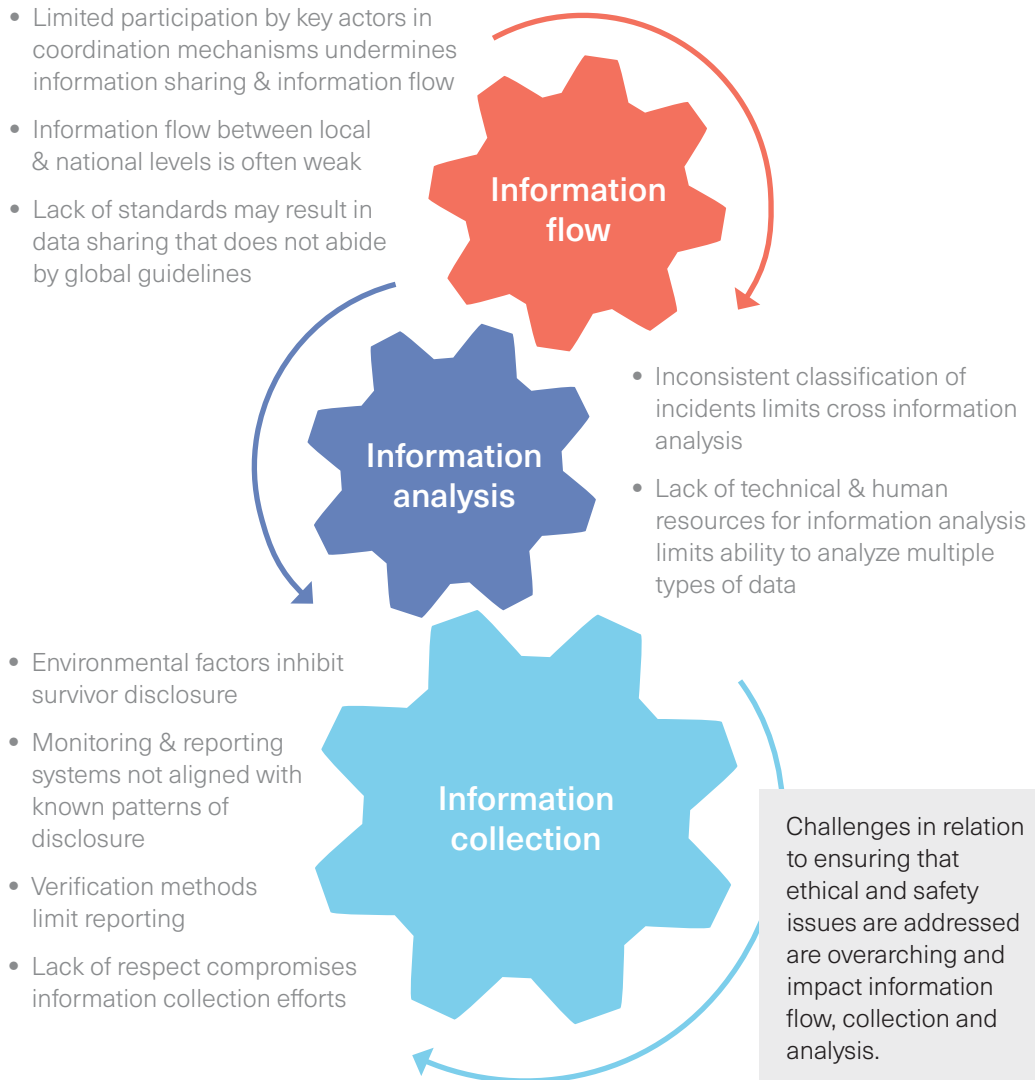 • Limited participation by key actors in
coordination mechanisms undermines
information sharing & information flow
• Information flow between local
& national levels is often weak
• Lack of standards may result in
data sharing that does not abide
by global guidelines
Information
flow
Information
analysis
• Inconsistent classification of
incidents limits cross information
analysis
• Lack of technical & human
resources for information analysis
limits ability to analyze multiple
types of data
• Environmental factors inhibit
survivor disclosure
• Monitoring & reporting
systems not aligned with
known patterns of
disclosure
• Verification methods
limit reporting
• Lack of respect compromises
information collection efforts
Information
collection
Challenges in relation
to ensuring that
ethical and safety
issues are addressed
are overarching and
impact information
flow, collection and
analysis.